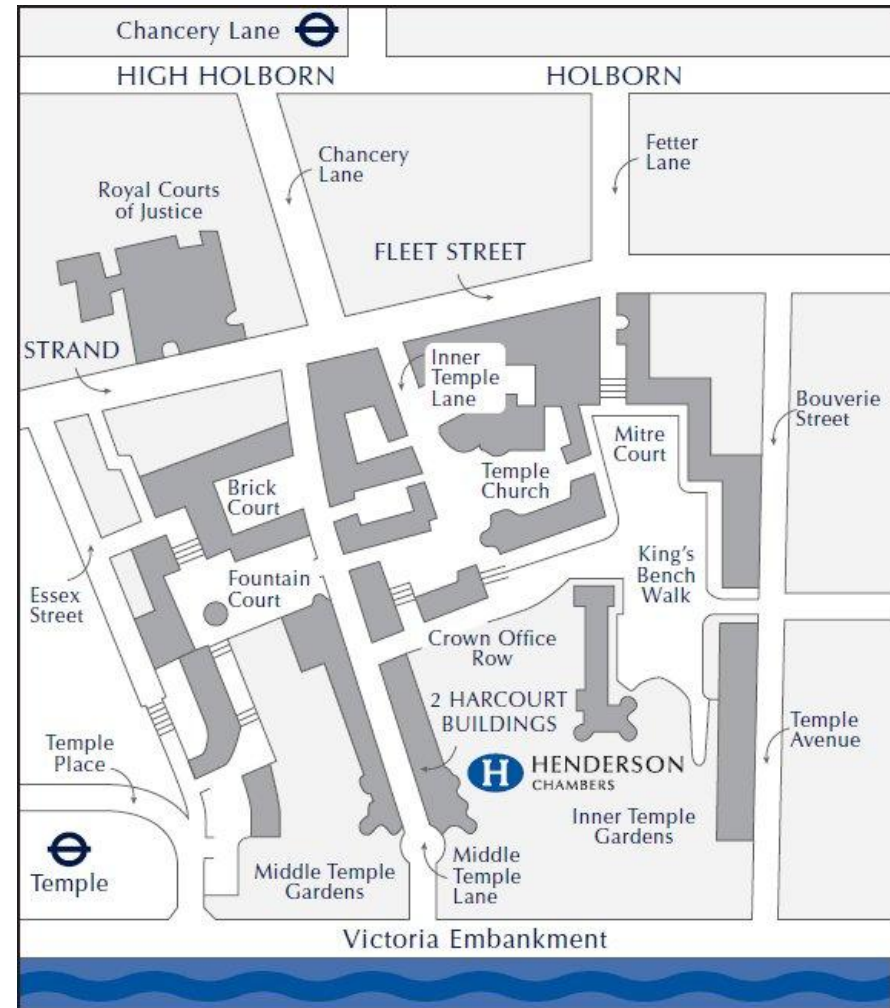 Chancery Lane
HIGH HOLBORN
HOLBORN
Chancery
Lane
Fetter
Lane
Royal Courts
of Justice
FLEET STREET
STRAND
Inner
Temple
Lane
Bouverie
Street
Mitre
Court
Temple
Church
Brick
Court
King's
Bench
Walk
Essex
Street
Fountain
Court
Crown Office
Row
2 HARCOURT
BUILDINGS
Temple
Place
Temple
Avenue
H HENDERSON
CHAMBERS
Inner Temple
Gardens
Temple
Middle Temple
Gardens
Middle
Temple
Lane
Victoria Embankment